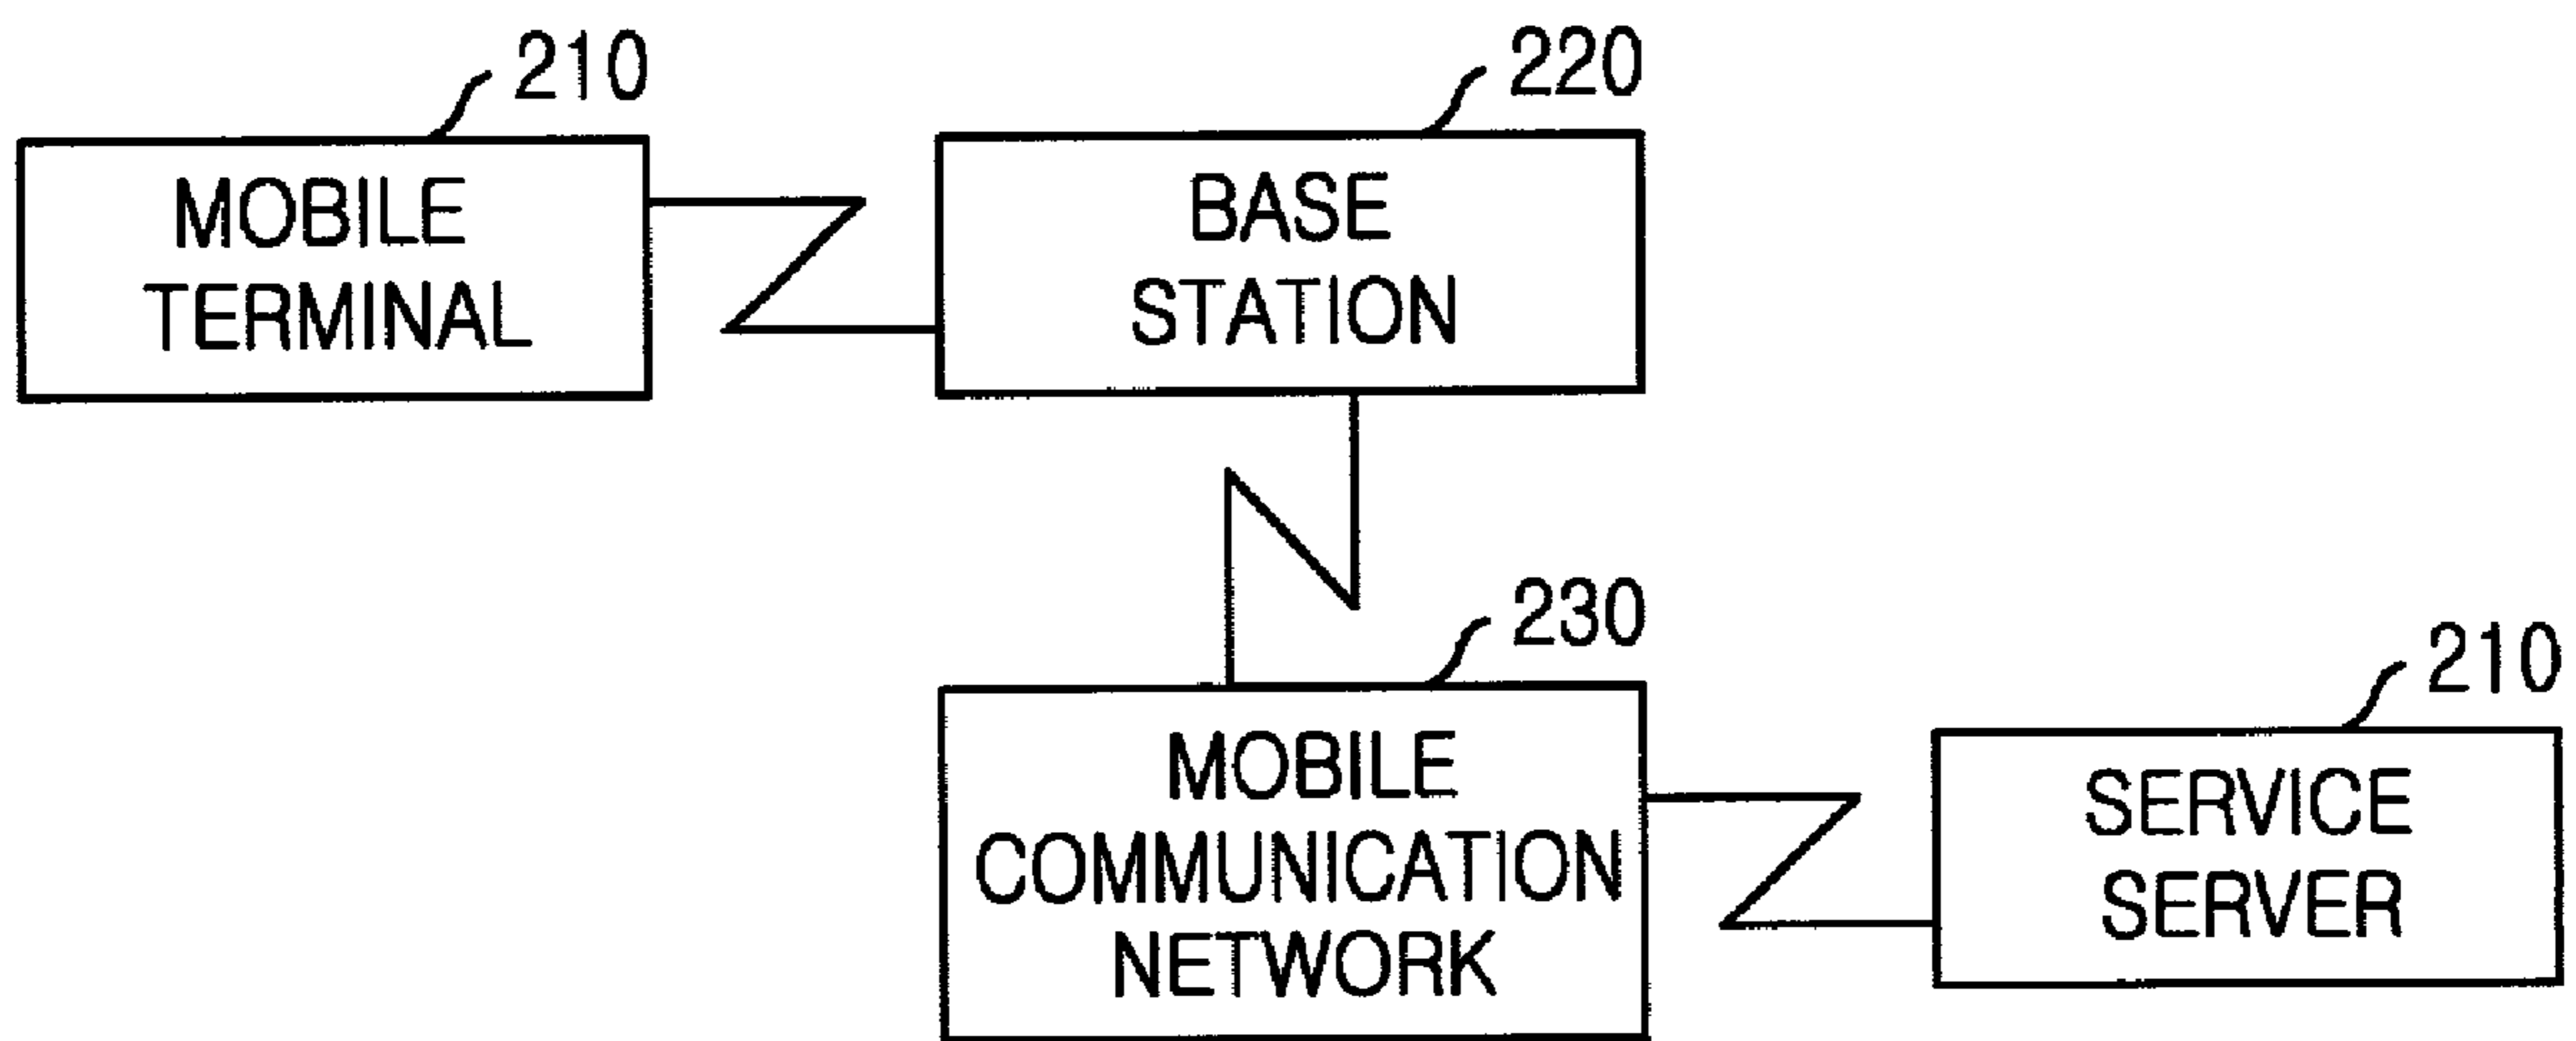 210
MOBILE
TERMINAL
220
BASE
STATION
230
MOBILE
COMMUNICATION
NETWORK
210
SERVICE
SERVER